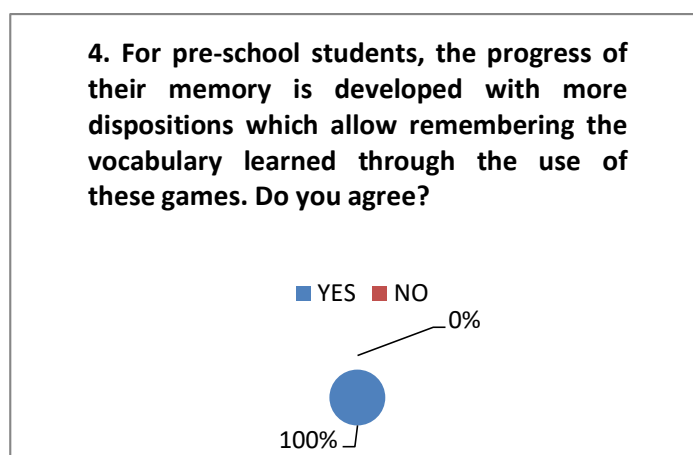 4. For pre-school students, the progress of
their memory is developed with more
dispositions which allow remembering the
vocabulary learned through the use of
these games. Do you agree?
YES NO
0%
100%